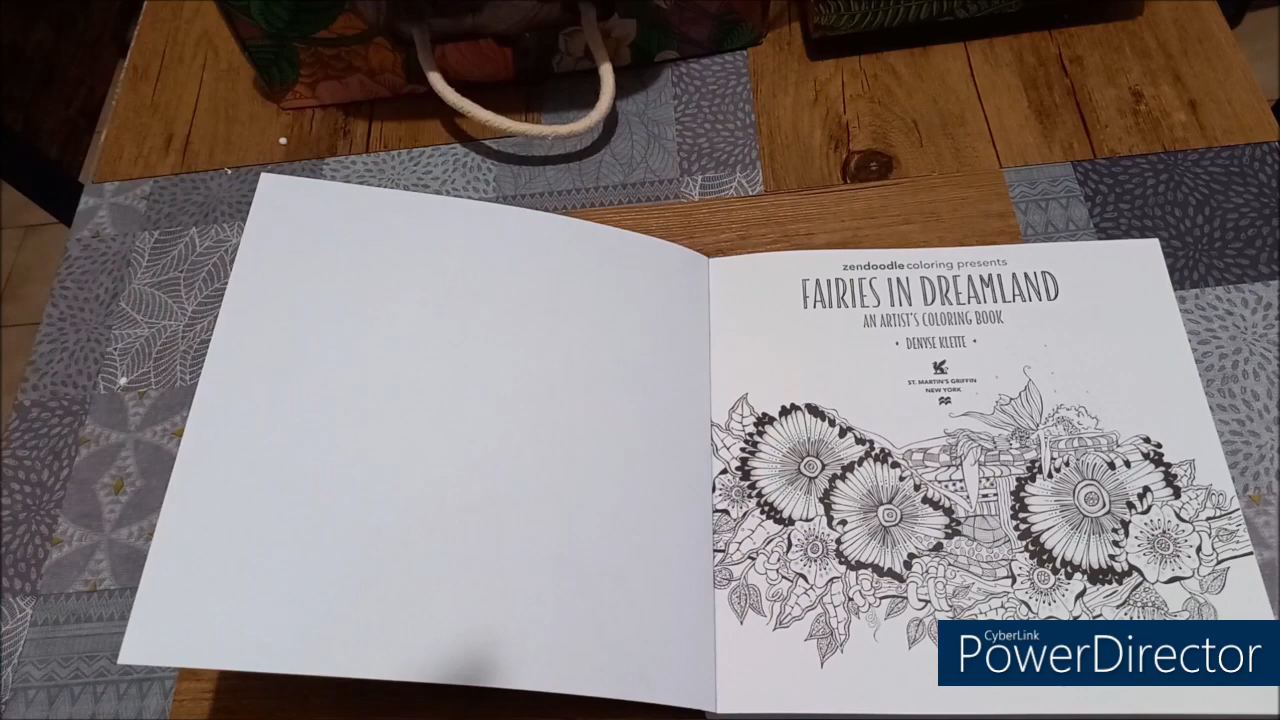 zendoodle coloring presents
FAIRIES IN DREAMLAND
AN ARTIST'S COLORING BOOK
• DENYSE KLETTE •
ST. MARTIN'S GRIFFIN
NEW YORK
CyberLink
PowerDirector